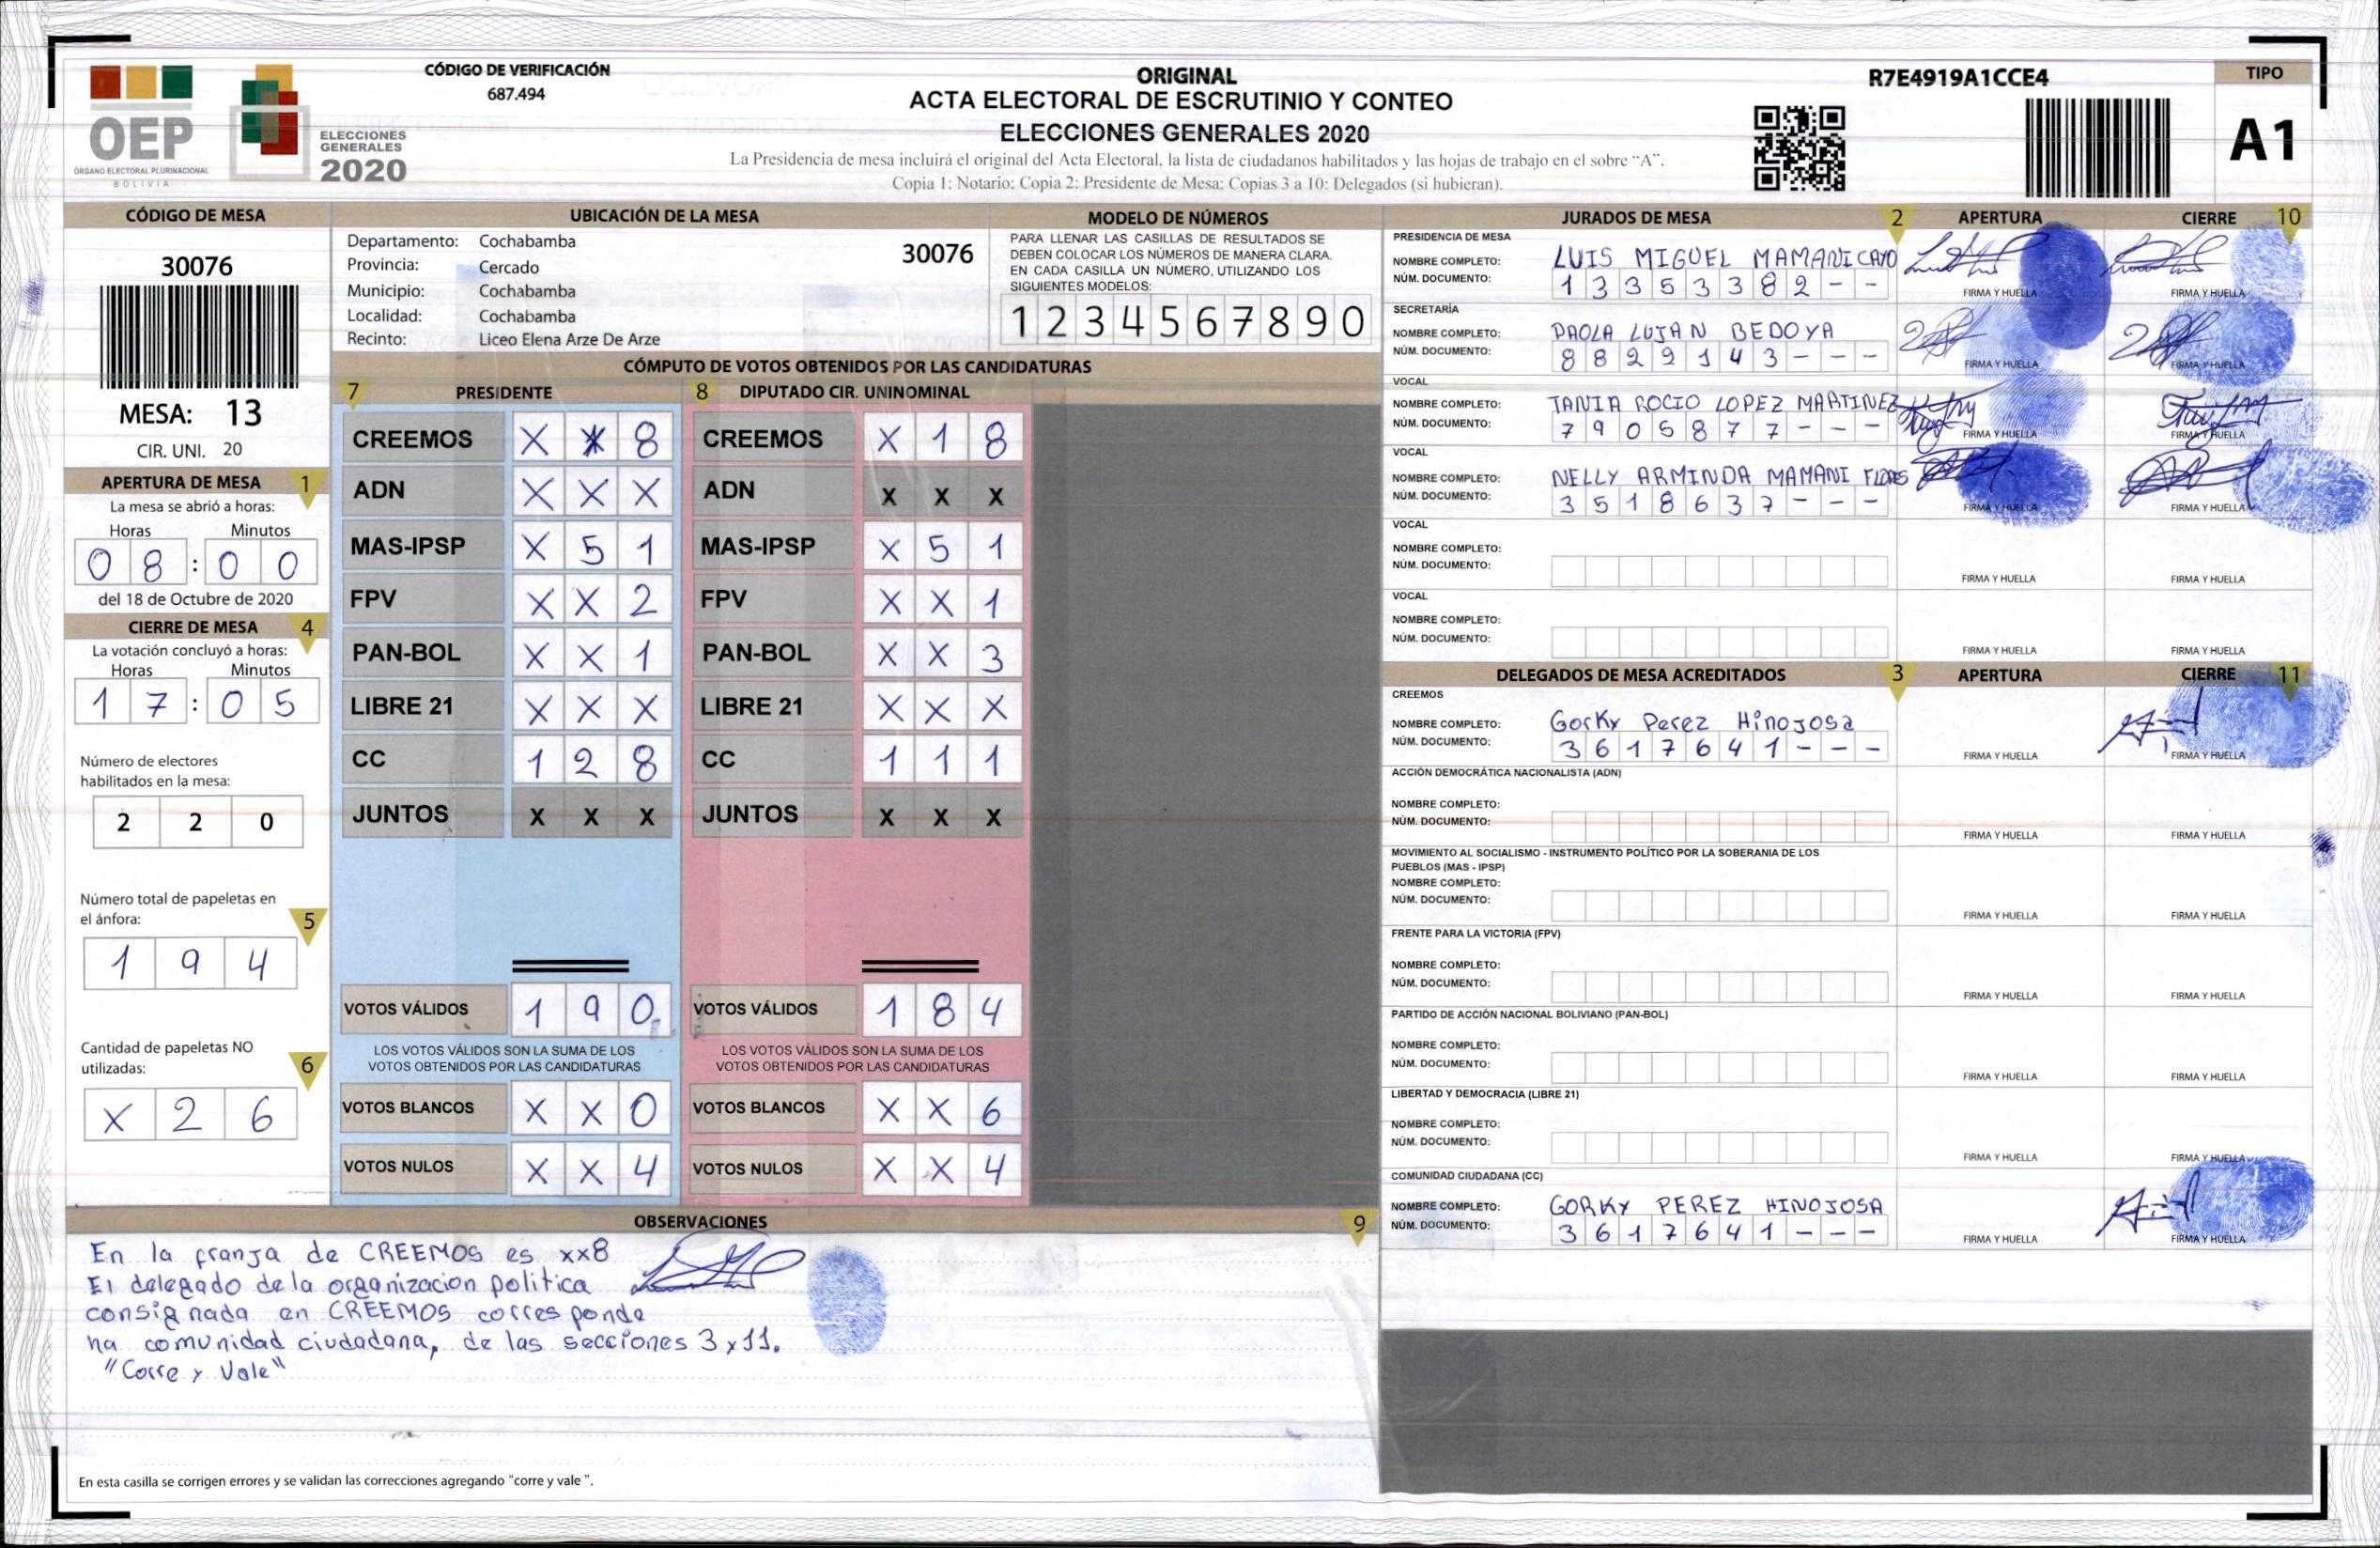 CÓDIGO DE VERIFICACIÓN
687.494
OEP
ÓRGANO ELECTORAL PLURINACIONAL
BOLIVIA
ELECCIONES
GENERALES
2020
ORIGINAL
ACTA ELECTORAL DE ESCRUTINIO Y CONTEO
ELECCIONES GENERALES 2020
La Presidencia de mesa incluirá el original del Acta Electoral, la lista de ciudadanos habilitados y las hojas de trabajo en el sobre "A".
Copia 1: Notario; Copia 2: Presidente de Mesa; Copias 3 a 10: Delegados (si hubieran).
R7E4919A1CCE4
TIPO
A1
CÓDIGO DE MESA
30076
MESA: 13
CIR. UNI. 20
APERTURA DE MESA 1
La mesa se abrió a horas:
Horas Minutos
0 8 : 0 0
del 18 de Octubre de 2020
CIERRE DE MESA 4
La votación concluyó a horas:
Horas Minutos
1 7 : 0 5
Número de electores
habilitados en la mesa:
2 2 0
Número total de papeletas en
el ánfora: 5
1 9 4
Cantidad de papeletas NO
utilizadas: 6
X 2 6
UBICACIÓN DE LA MESA
Departamento: Cochabamba 30076
Provincia: Cercado
Municipio: Cochabamba
Localidad: Cochabamba
Recinto: Liceo Elena Arze De Arze
MODELO DE NÚMEROS
PARA LLENAR LAS CASILLAS DE RESULTADOS SE
DEBEN COLOCAR LOS NÚMEROS DE MANERA CLARA.
EN CADA CASILLA UN NÚMERO, UTILIZANDO LOS
SIGUIENTES MODELOS:
1 2 3 4 5 6 7 8 9 0
CÓMPUTO DE VOTOS OBTENIDOS POR LAS CANDIDATURAS
7 PRESIDENTE 8 DIPUTADO CIR. UNINOMINAL
CREEMOS X X 8 CREEMOS X 1 8
ADN X X X ADN X X X
MAS-IPSP X 5 1 MAS-IPSP X 5 1
FPV X X 2 FPV X X 1
PAN-BOL X X 1 PAN-BOL X X 3
LIBRE 21 X X X LIBRE 21 X X X
CC 1 2 8 CC 1 1 1
JUNTOS X X X JUNTOS X X X
VOTOS VÁLIDOS 1 9 0 VOTOS VÁLIDOS 1 8 4
LOS VOTOS VÁLIDOS SON LA SUMA DE LOS LOS VOTOS VÁLIDOS SON LA SUMA DE LOS
VOTOS OBTENIDOS POR LAS CANDIDATURAS VOTOS OBTENIDOS POR LAS CANDIDATURAS
VOTOS BLANCOS X X 0 VOTOS BLANCOS X X 6
VOTOS NULOS X X 4 VOTOS NULOS X X 4
OBSERVACIONES 9
En la franja de CREEMOS es xx8
El delegado de la organizacion politica
consignada en CREEMOS corresponde
ha comunidad ciudadana, de las secciones 3 y 11.
"Corre y Vale"
En esta casilla se corrigen errores y se validan las correcciones agregando "corre y vale ".
JURADOS DE MESA 2 APERTURA CIERRE 10
PRESIDENCIA DE MESA
NOMBRE COMPLETO: LUIS MIGUEL MAMANI CAYO
NÚM. DOCUMENTO: 1 3 3 5 3 3 8 2 - -
FIRMA Y HUELLA FIRMA Y HUELLA
SECRETARÍA
NOMBRE COMPLETO: PAOLA LUJAN BEDOYA
NÚM. DOCUMENTO: 8 8 2 9 1 4 3 - - -
FIRMA Y HUELLA FIRMA Y HUELLA
VOCAL
NOMBRE COMPLETO: TANIA ROCIO LOPEZ MARTINEZ
NÚM. DOCUMENTO: 7 9 0 5 8 7 7 - - -
FIRMA Y HUELLA FIRMA Y HUELLA
VOCAL
NOMBRE COMPLETO: NELLY ARMINDA MAMANI FLORES
NÚM. DOCUMENTO: 3 5 1 8 6 3 7 - - -
FIRMA Y HUELLA FIRMA Y HUELLA
VOCAL
NOMBRE COMPLETO:
NÚM. DOCUMENTO:
FIRMA Y HUELLA FIRMA Y HUELLA
VOCAL
NOMBRE COMPLETO:
NÚM. DOCUMENTO:
FIRMA Y HUELLA FIRMA Y HUELLA
DELEGADOS DE MESA ACREDITADOS 3 APERTURA CIERRE 11
CREEMOS
NOMBRE COMPLETO: Gorky Perez Hinojosa
NÚM. DOCUMENTO: 3 6 1 7 6 4 1 - - -
FIRMA Y HUELLA FIRMA Y HUELLA
ACCIÓN DEMOCRÁTICA NACIONALISTA (ADN)
NOMBRE COMPLETO:
NÚM. DOCUMENTO:
FIRMA Y HUELLA FIRMA Y HUELLA
MOVIMIENTO AL SOCIALISMO - INSTRUMENTO POLÍTICO POR LA SOBERANIA DE LOS
PUEBLOS (MAS - IPSP)
NOMBRE COMPLETO:
NÚM. DOCUMENTO:
FIRMA Y HUELLA FIRMA Y HUELLA
FRENTE PARA LA VICTORIA (FPV)
NOMBRE COMPLETO:
NÚM. DOCUMENTO:
FIRMA Y HUELLA FIRMA Y HUELLA
PARTIDO DE ACCIÓN NACIONAL BOLIVIANO (PAN-BOL)
NOMBRE COMPLETO:
NÚM. DOCUMENTO:
FIRMA Y HUELLA FIRMA Y HUELLA
LIBERTAD Y DEMOCRACIA (LIBRE 21)
NOMBRE COMPLETO:
NÚM. DOCUMENTO:
FIRMA Y HUELLA FIRMA Y HUELLA
COMUNIDAD CIUDADANA (CC)
NOMBRE COMPLETO: GORKY PEREZ HINOJOSA
NÚM. DOCUMENTO: 3 6 1 7 6 4 1 - - -
FIRMA Y HUELLA FIRMA Y HUELLA